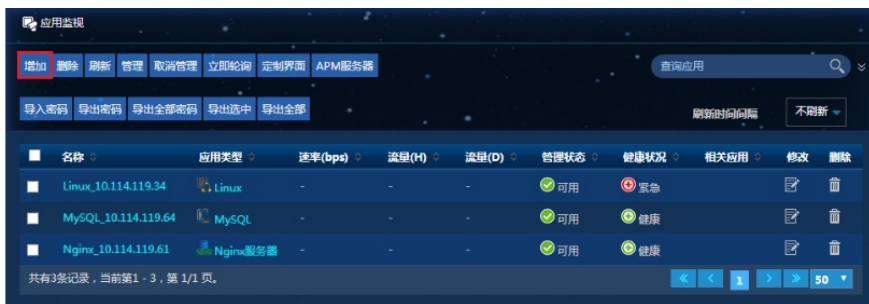 应用监视
增加 删除 刷新 管理 取消管理 立即轮询 定制界面 APM服务器 查询应用
导入密码 导出密码 导出全部密码 导出选中 导出全部 刷新时间间隔 不刷新
名称 应用类型 速率(bps) 流量(H) 流量(D) 管理状态 健康状况 相关应用 修改 删除
Linux_10.114.119.34 Linux - - - 可用 紧急
MySQL_10.114.119.64 MySQL - - - 可用 健康
Nginx_10.114.119.61 Nginx服务器 - - - 可用 健康
共有3条记录，当前第1 - 3，第 1/1 页。 « < 1 > » 50